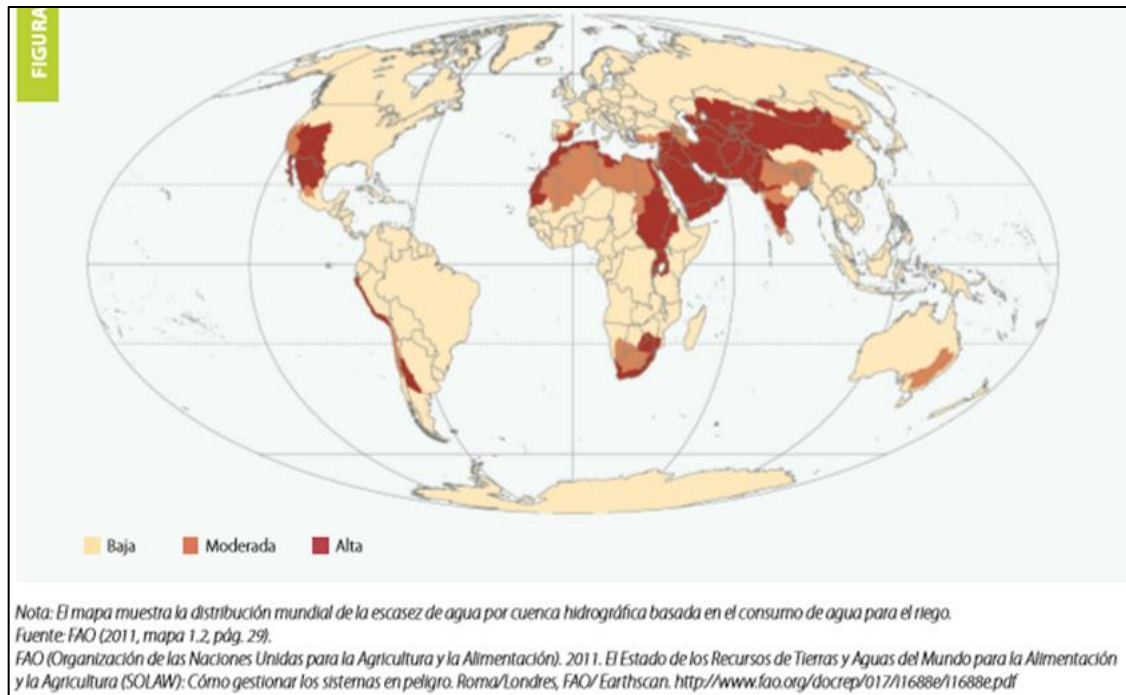 FIGURA
Baja
Moderada
Alta
Nota: El mapa muestra la distribución mundial de la escasez de agua por cuenca hidrográfica basada en el consumo de agua para el riego.
Fuente: FAO (2011, mapa 1.2, pág. 29).
FAO (Organización de las Naciones Unidas para la Agricultura y la Alimentación). 2011. El Estado de los Recursos de Tierras y Aguas del Mundo para la Alimentación
y la Agricultura (SOLAW): Cómo gestionar los sistemas en peligro. Roma/Londres, FAO/ Earthscan. http://www.fao.org/docrep/017/i1688e/i1688e.pdf